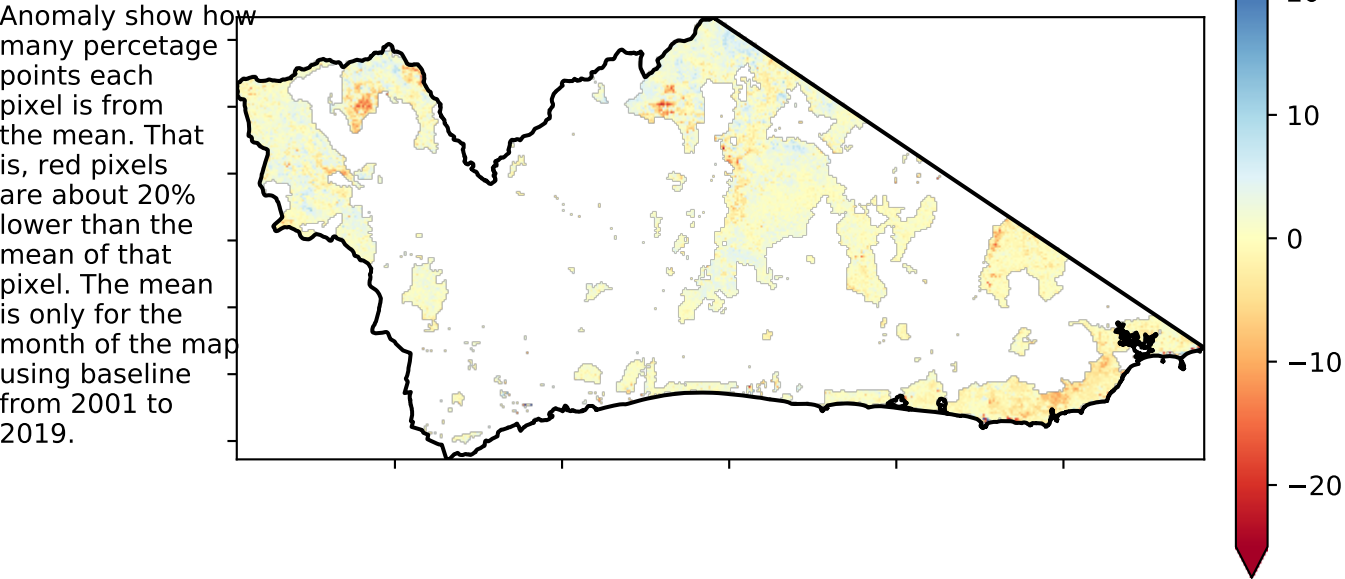 Anomaly show how
many percetage
points each
pixel is from
the mean. That
is, red pixels
are about 20%
lower than the
mean of that
pixel. The mean
is only for the
month of the map
using baseline
from 2001 to
2019.
10
0
−10
−20